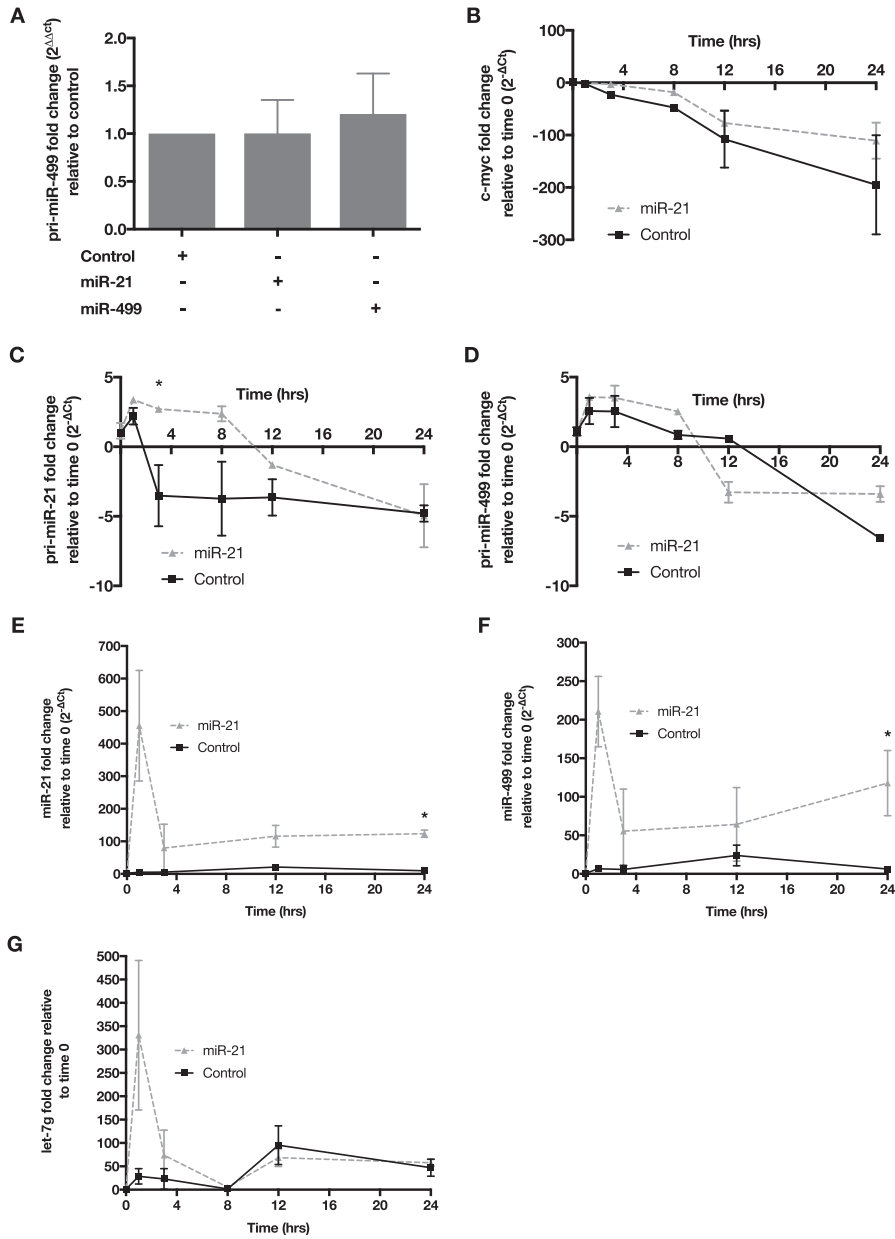 A
pri-miR-499 fold change (2^ΔΔct)
relative to control
2.0
1.5
1.0
0.5
0.0
Control + - -
miR-21 - + -
miR-499 - - +
B
c-myc fold change
relative to time 0 (2^-ΔCt)
100
0
-100
-200
-300
Time (hrs)
4 8 12 16 20 24
miR-21
Control
C
pri-miR-21 fold change
relative to time 0 (2^-ΔCt)
5
0
-5
-10
*
Time (hrs)
4 8 12 16 20 24
miR-21
Control
D
pri-miR-499 fold change
relative to time 0 (2^-ΔCt)
5
0
-5
-10
Time (hrs)
4 8 12 16 20 24
miR-21
Control
E
miR-21 fold change
relative to time 0 (2^-ΔCt)
700
600
500
400
300
200
100
0
miR-21
Control
*
0 4 8 12 16 20 24
Time (hrs)
F
miR-499 fold change
relative to time 0 (2^-ΔCt)
300
250
200
150
100
50
0
miR-21
Control
*
0 4 8 12 16 20 24
Time (hrs)
G
let-7g fold change relative
to time 0
500
450
400
350
300
250
200
150
100
50
0
miR-21
Control
0 4 8 12 16 20 24
Time (hrs)